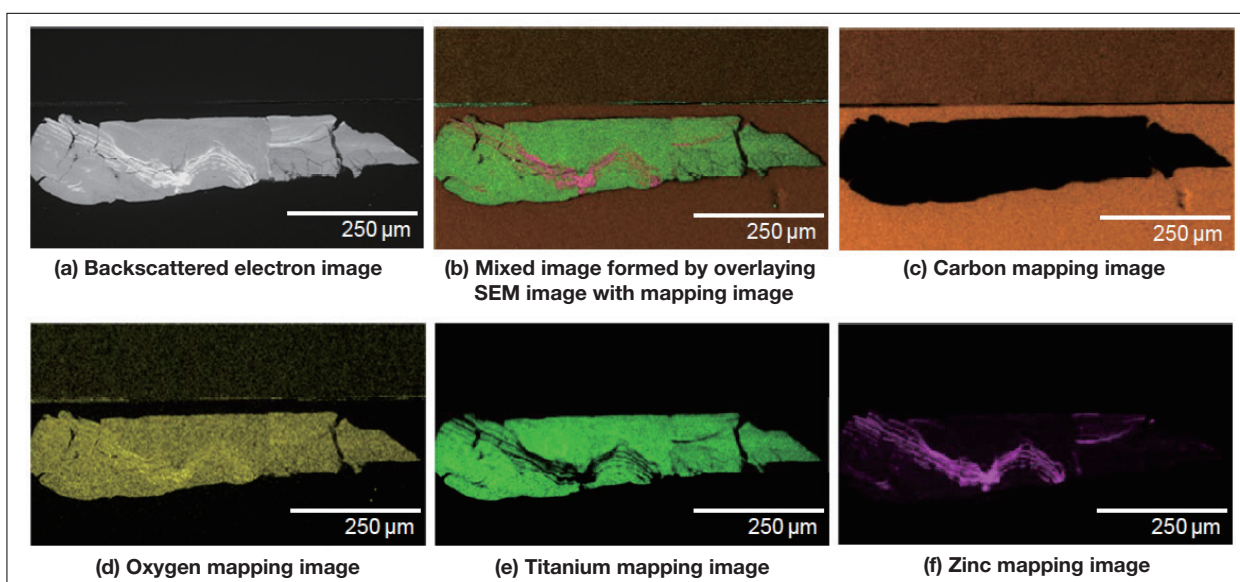 250 µm
250 µm
250 µm
(a) Backscattered electron image
(b) Mixed image formed by overlaying
SEM image with mapping image
(c) Carbon mapping image
250 µm
250 µm
250 µm
(d) Oxygen mapping image
(e) Titanium mapping image
(f) Zinc mapping image